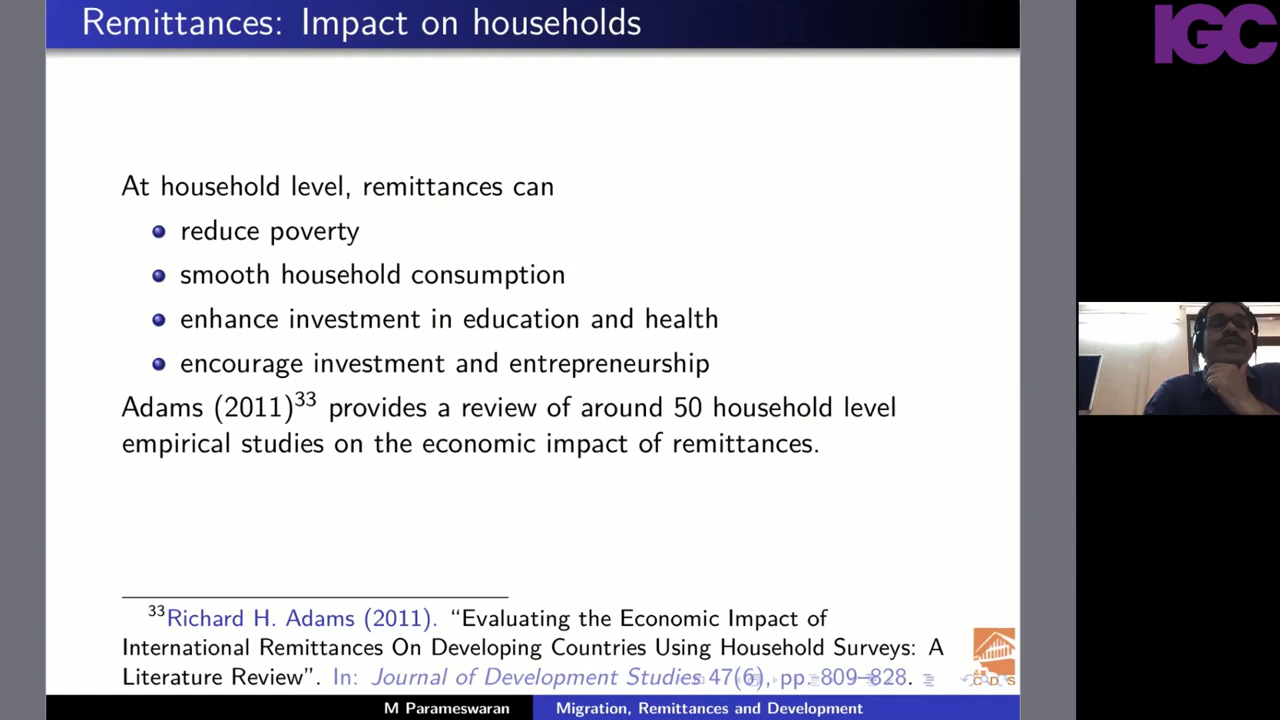 Remittances: Impact on households
IGC
At household level, remittances can
reduce poverty
smooth household consumption
enhance investment in education and health
encourage investment and entrepreneurship
Adams (2011)33 provides a review of around 50 household level
empirical studies on the economic impact of remittances.
33Richard H. Adams (2011). “Evaluating the Economic Impact of
International Remittances On Developing Countries Using Household Surveys: A
Literature Review”. In: Journal of Development Studies 47(6), pp. 809–828.
CDS
M Parameswaran
Migration, Remittances and Development